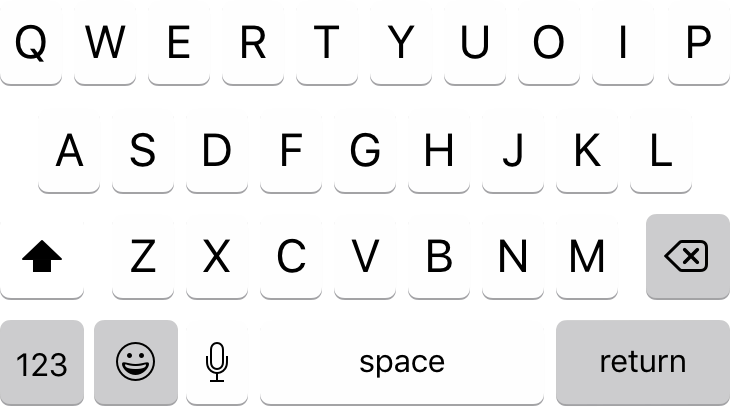 Q W E R T Y U O I P
A S D F G H J K L
Z X C V B N M
123 space return